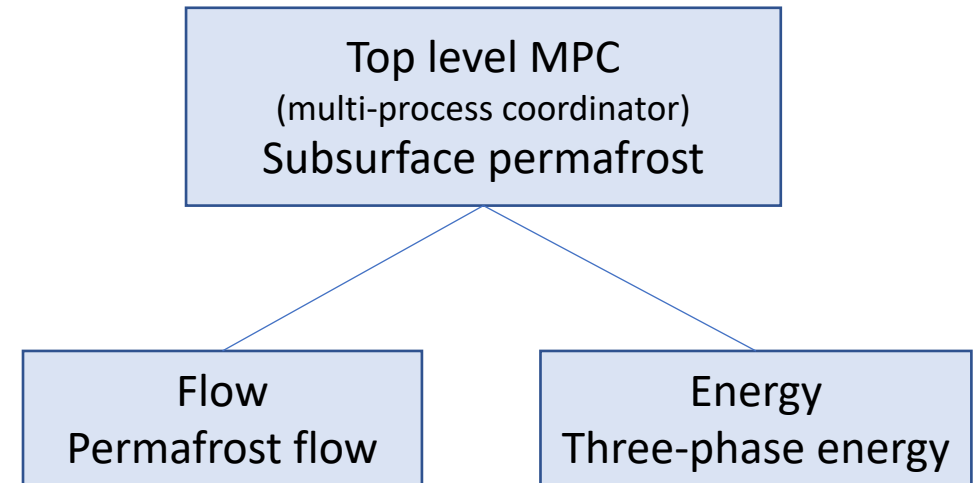 Top level MPC
(multi-process coordinator)
Subsurface permafrost
Flow
Permafrost flow
Energy
Three-phase energy